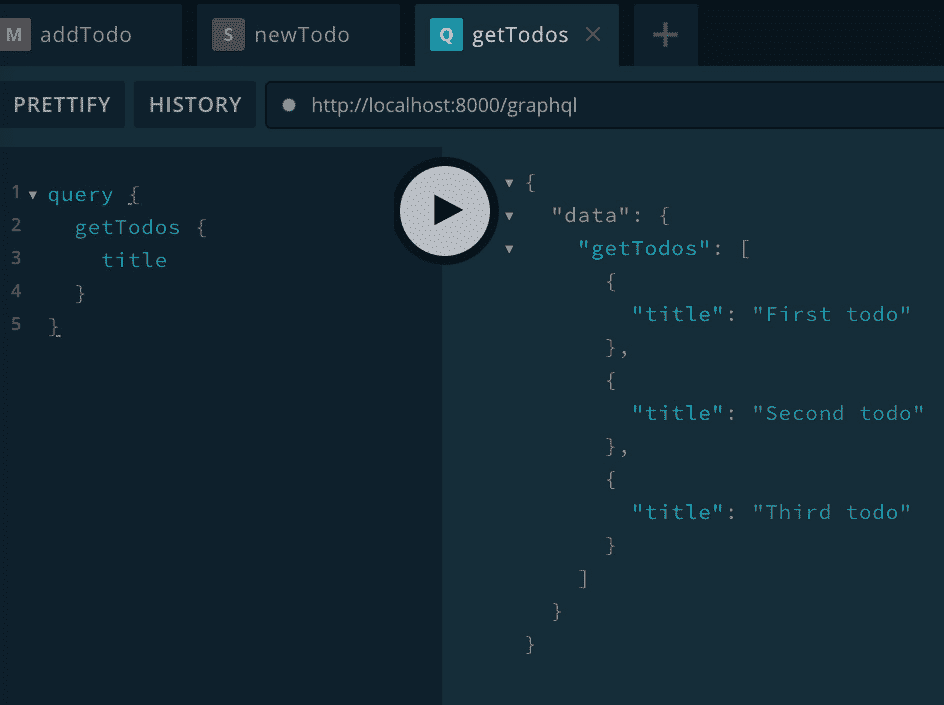 M addTodo S newTodo Q getTodos
PRETTIFY HISTORY http://localhost:8000/graphql
1 query {
2 getTodos {
3 title
4 }
5 }
{
"data": {
"getTodos": [
{
"title": "First todo"
},
{
"title": "Second todo"
},
{
"title": "Third todo"
}
]
}
}